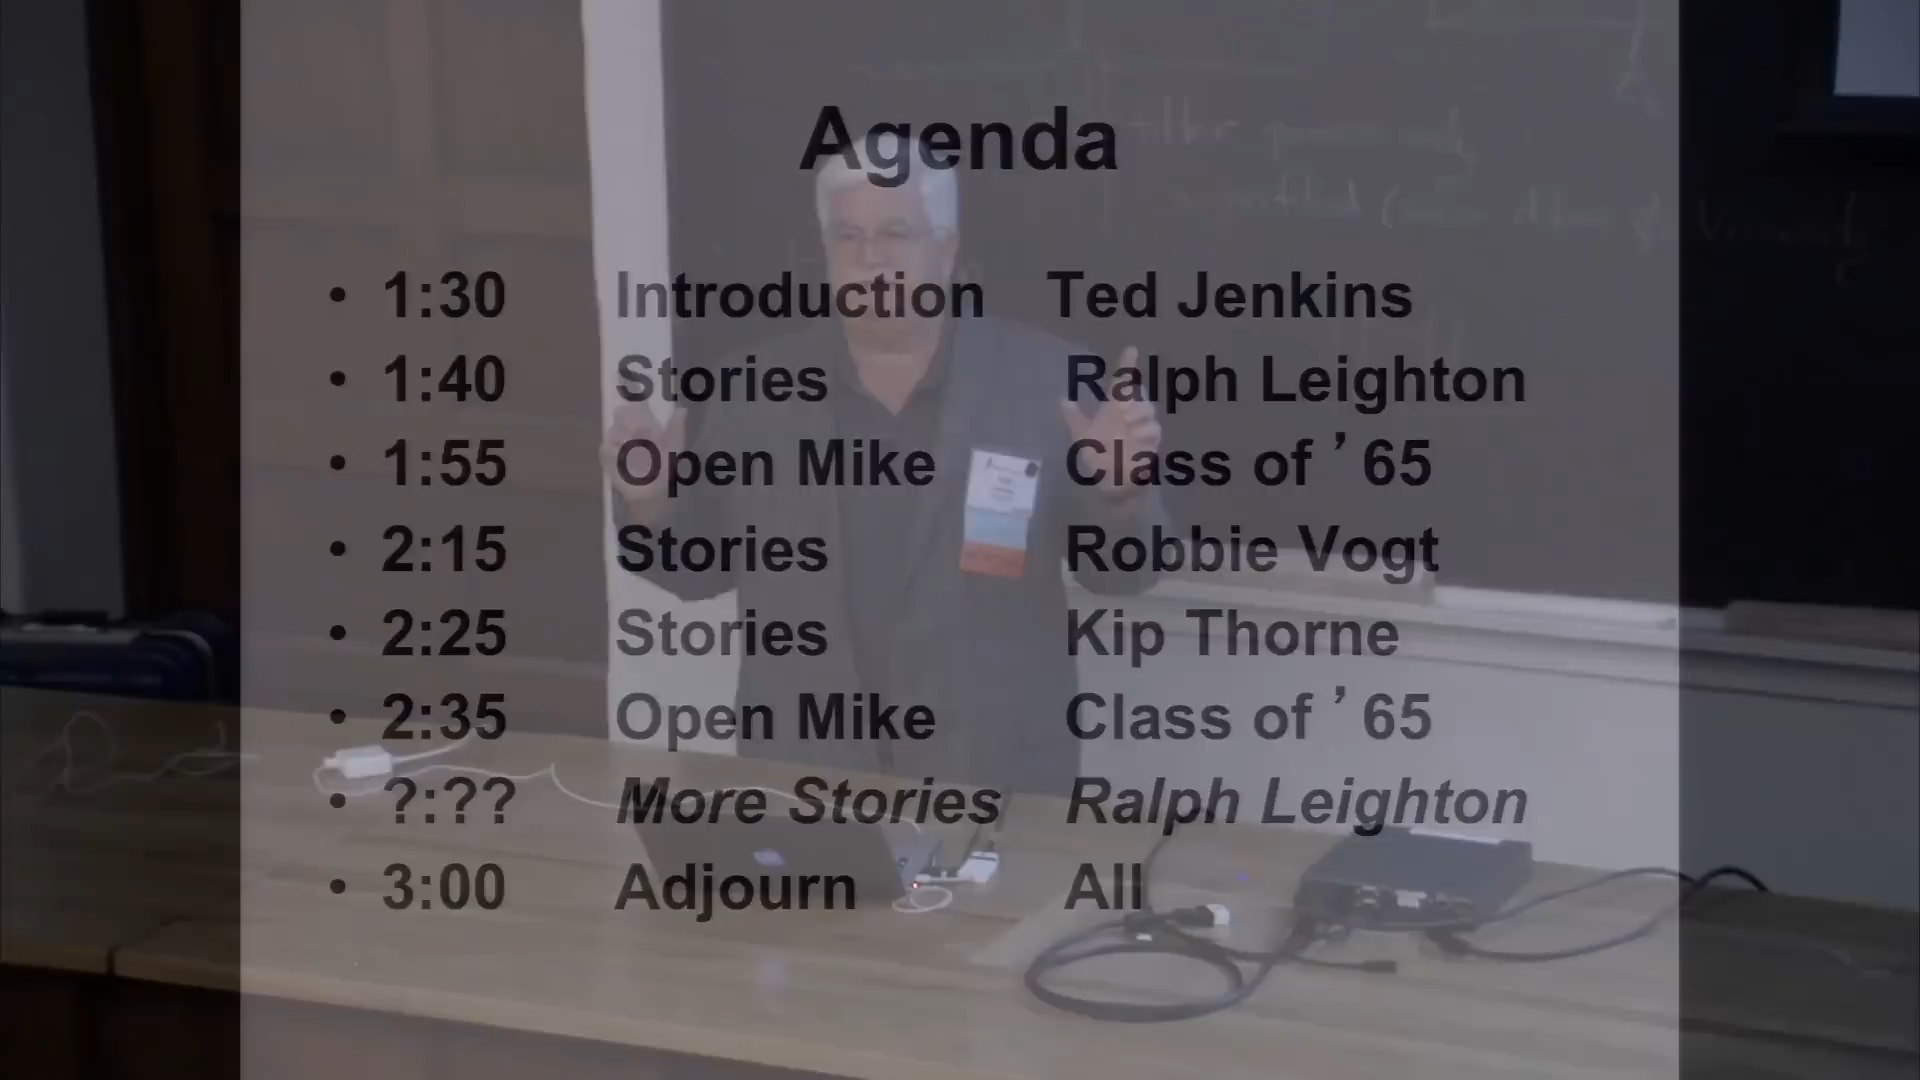 Agenda
• 1:30 Introduction Ted Jenkins
• 1:40 Stories Ralph Leighton
• 1:55 Open Mike Class of ’65
• 2:15 Stories Robbie Vogt
• 2:25 Stories Kip Thorne
• 2:35 Open Mike Class of ’65
• ?:?? More Stories Ralph Leighton
• 3:00 Adjourn All